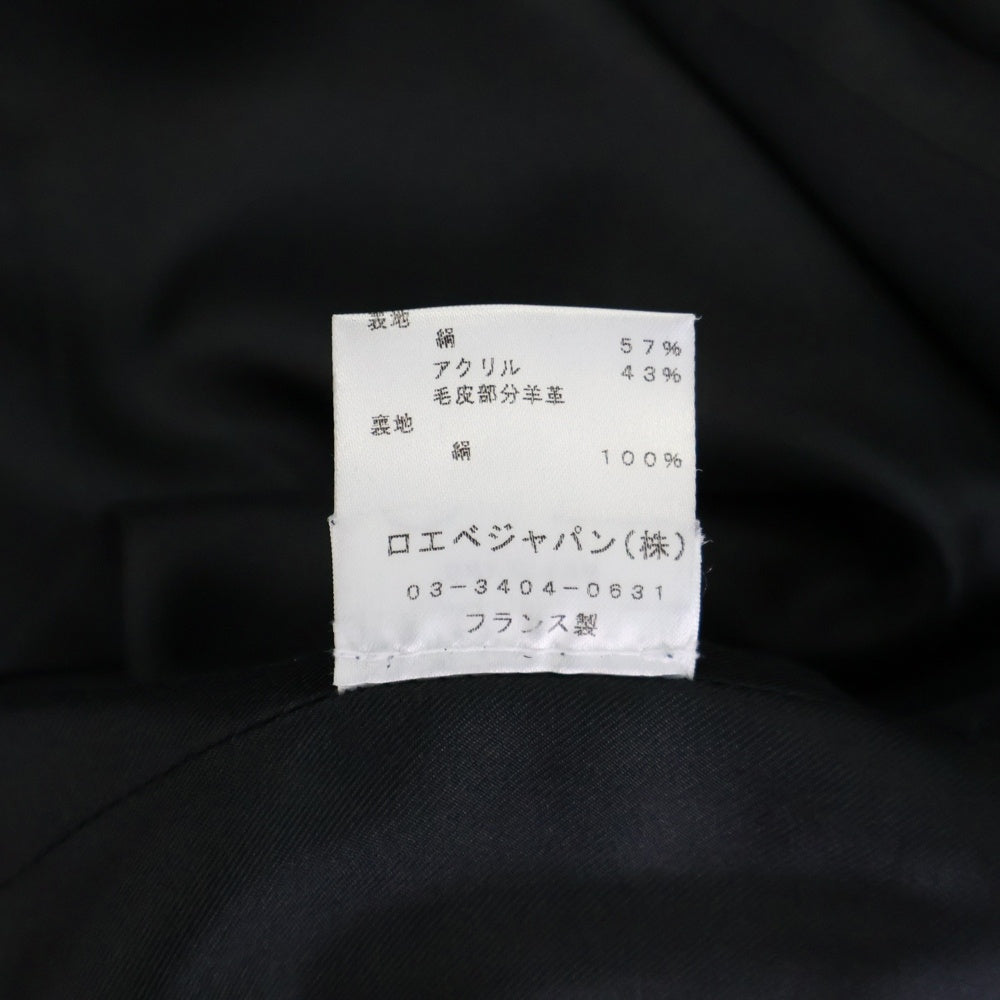 表地
絹 57%
アクリル 43%
毛皮部分羊革
裏地
絹 100%
ロエベジャパン(株)
03-3404-0631
フランス製